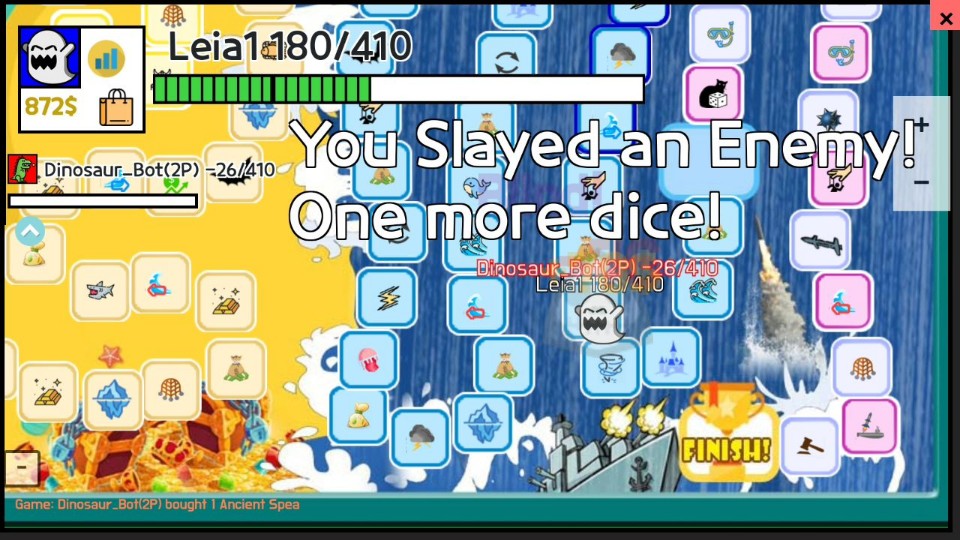 Leia1 180/410
872$
You Slayed an Enemy!
One more dice!
Dinosaur_Bot(2P) -26/410
Dinosaur_Bot(2P) -26/410
Leia1 180/410
FINISH!
Game: Dinosaur_Bot(2P) bought 1 Ancient Spea